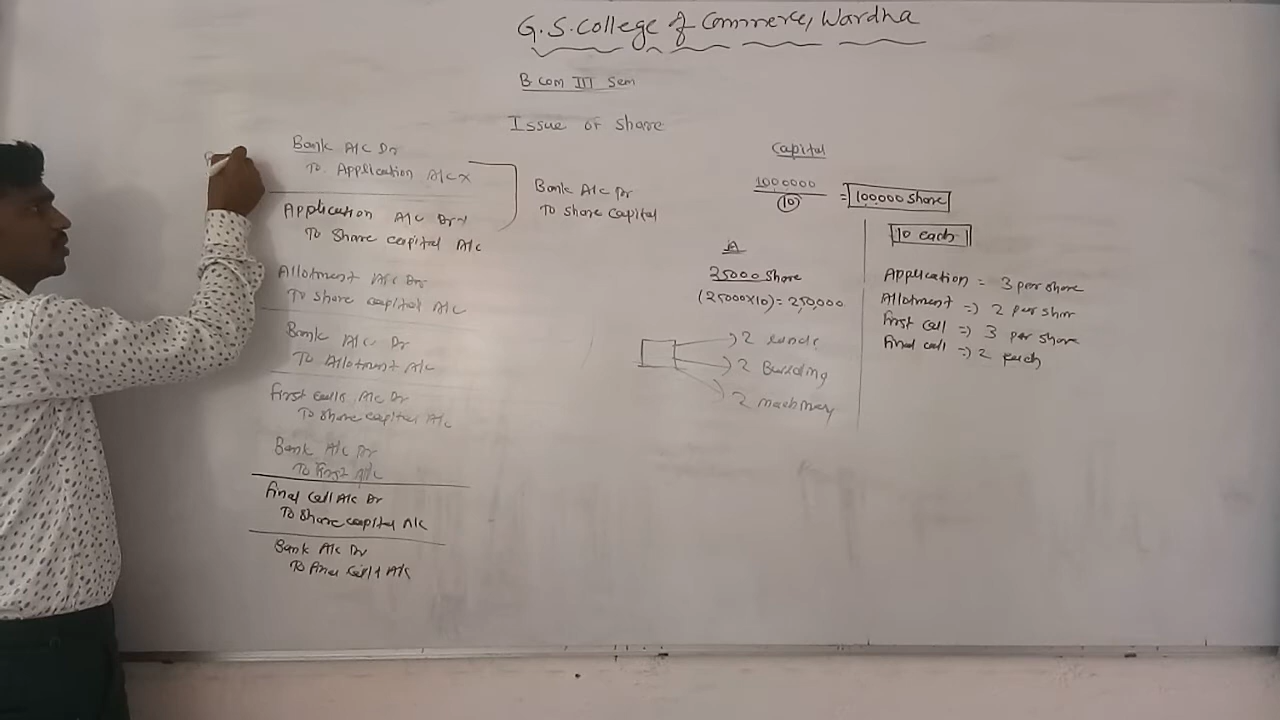 G.S. College of Commerce, Wardha
B.com III Sem
Issue of share
Bank A/C Dr
To Application A/C x
Application A/C Dr x
To Share capital A/C
Allotment A/C Dr
To share capital A/C
Bank A/C Dr
To Allotment A/C
First calls A/C Dr
To share capital A/C
Bank A/C Dr
To First A/C
Final call A/C Dr
To share capital A/C
Bank A/C Dr
To final call A/C
Bank A/C Dr
To share capital
Capital
1000000
10
= 100000 share
A
25000 share
(25000x10) = 250,000
2
2 Building
2 machinery
10 each
Application = 3 per share
Allotment => 2 per share
First call => 3 per share
Final call => 2 each